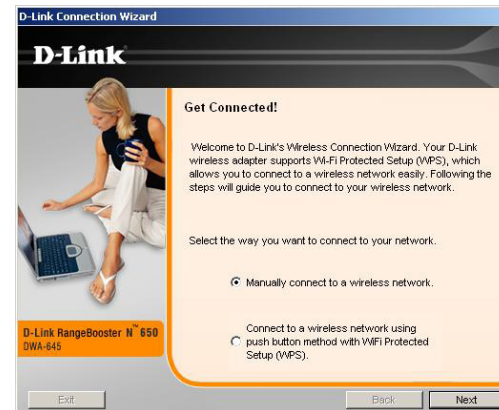 D-Link Connection Wizard
D-Link
Get Connected!
Welcome to D-Link's Wireless Connection Wizard. Your D-Link
wireless adapter supports Wi-Fi Protected Setup (WPS), which
allows you to connect to a wireless network easily. Following the
steps will guide you to connect to your wireless network.
Select the way you want to connect to your network.
Manually connect to a wireless network.
Connect to a wireless network using
push button method with WiFi Protected
Setup (WPS).
D-Link RangeBooster N™ 650
DWA-645
Exit
Back
Next